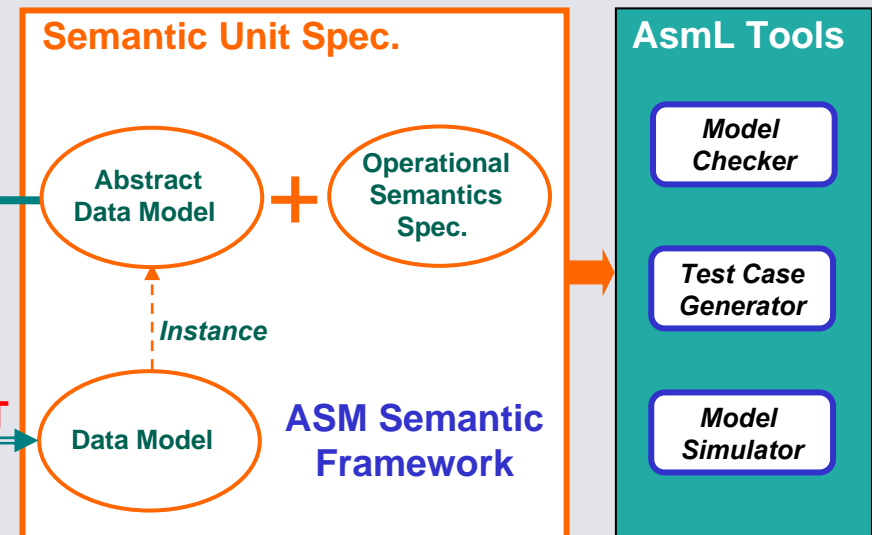 Semantic Unit Spec.
Abstract
Data Model
+
Operational
Semantics
Spec.
Instance
T
Data Model
ASM Semantic
Framework
AsmL Tools
Model
Checker
Test Case
Generator
Model
Simulator